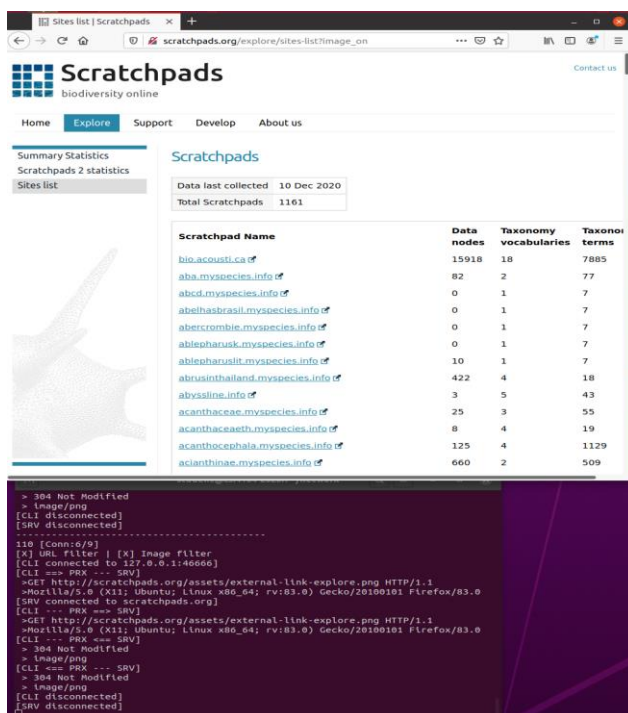 Sites list | Scratchpads
scratchpads.org/explore/sites-list?image_on
Scratchpads
biodiversity online
Contact us
Home Explore Support Develop About us
Summary Statistics
Scratchpads 2 statistics
Sites list
Scratchpads
Data last collected 10 Dec 2020
Total Scratchpads 1161
Scratchpad Name Data nodes Taxonomy vocabularies Taxono terms
bio.acousti.ca 15918 18 7885
aba.myspecies.info 82 2 77
abcd.myspecies.info 0 1 7
abelhasbrasil.myspecies.info 0 1 7
abercrombie.myspecies.info 0 1 7
ablepharusk.myspecies.info 0 1 7
ablepharuslit.myspecies.info 10 1 7
abrusinthailand.myspecies.info 422 4 18
abyssline.info 3 5 43
acanthaceae.myspecies.info 25 3 55
acanthaceaeth.myspecies.info 8 4 19
acanthocephala.myspecies.info 125 4 1129
acianthinae.myspecies.info 660 2 509
> 304 Not Modified
> image/png
[CLI disconnected]
[SRV disconnected]
-----------------------------------------
110 [Conn:6/9]
[X] URL filter | [X] Image filter
[CLI connected to 127.0.0.1:46666]
[CLI ==> PRX --- SRV]
>GET http://scratchpads.org/assets/external-link-explore.png HTTP/1.1
>Mozilla/5.0 (X11; Ubuntu; Linux x86_64; rv:83.0) Gecko/20100101 Firefox/83.0
[SRV connected to scratchpads.org]
[CLI --- PRX ==> SRV]
>GET http://scratchpads.org/assets/external-link-explore.png HTTP/1.1
>Mozilla/5.0 (X11; Ubuntu; Linux x86_64; rv:83.0) Gecko/20100101 Firefox/83.0
[CLI --- PRX <== SRV]
> 304 Not Modified
> image/png
[CLI <== PRX --- SRV]
> 304 Not Modified
> image/png
[CLI disconnected]
[SRV disconnected]